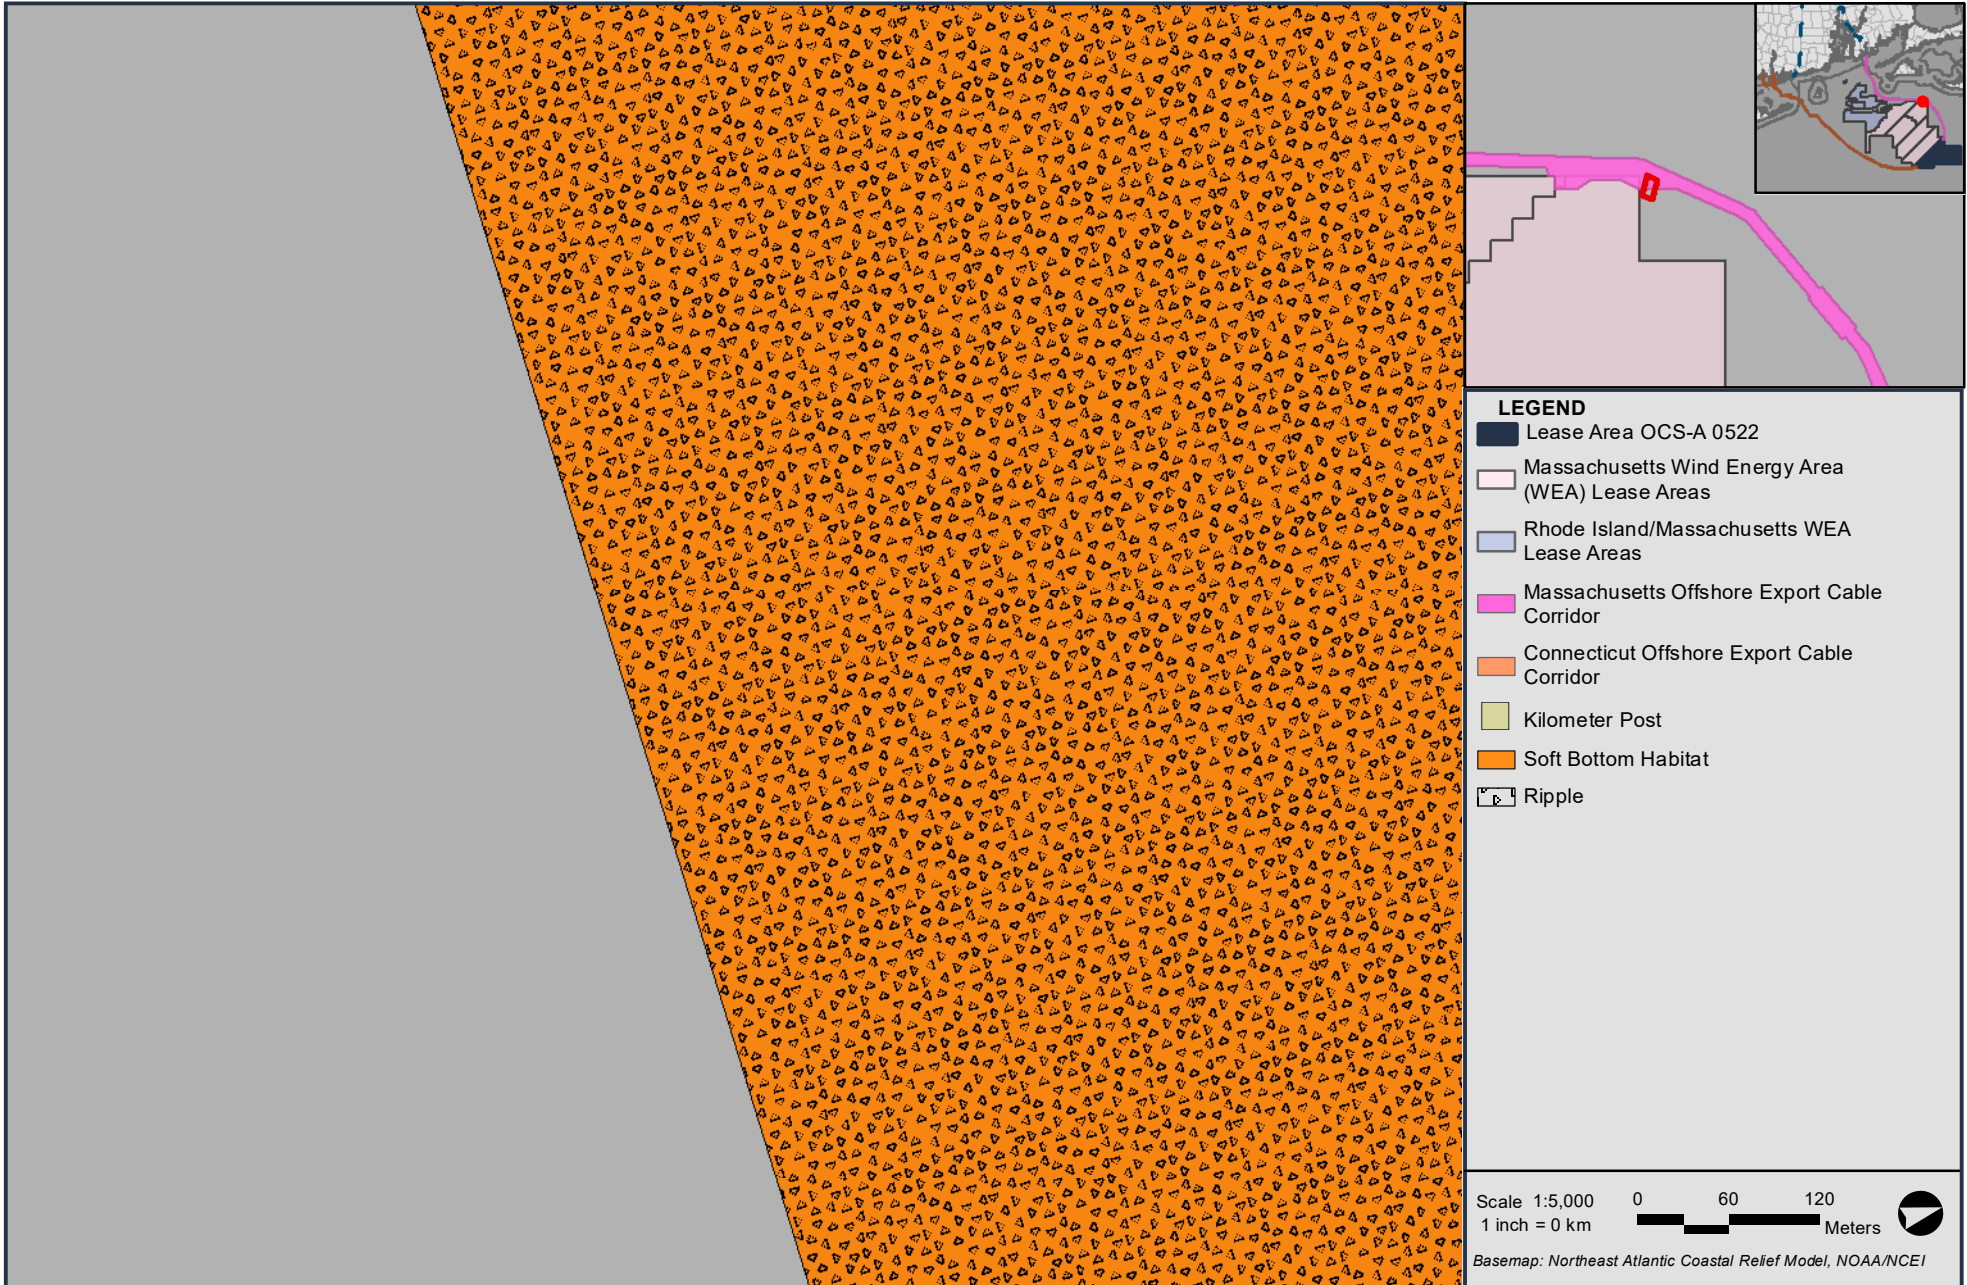 LEGEND
Lease Area OCS-A 0522
Massachusetts Wind Energy Area
(WEA) Lease Areas
Rhode Island/Massachusetts WEA
Lease Areas
Massachusetts Offshore Export Cable
Corridor
Connecticut Offshore Export Cable
Corridor
Kilometer Post
Soft Bottom Habitat
Ripple
Scale 1:5,000
1 inch = 0 km
0 60 120
Meters
Basemap: Northeast Atlantic Coastal Relief Model, NOAA/NCEI